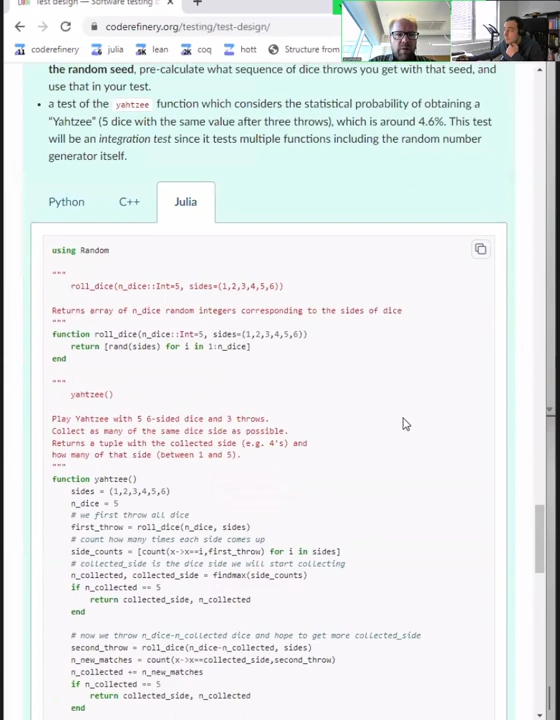 Test design — Software testing
coderefinery.org/testing/test-design/
coderefinery julia lean coq hott Structure from
the random seed, pre-calculate what sequence of dice throws you get with that seed, and
use that in your test.
• a test of the yahtzee function which considers the statistical probability of obtaining a
"Yahtzee" (5 dice with the same value after three throws), which is around 4.6%. This test
will be an integration test since it tests multiple functions including the random number
generator itself.
Python C++ Julia
using Random
"""
roll_dice(n_dice::Int=5, sides=(1,2,3,4,5,6))
Returns array of n_dice random integers corresponding to the sides of dice
"""
function roll_dice(n_dice::Int=5, sides=(1,2,3,4,5,6))
return [rand(sides) for i in 1:n_dice]
end
"""
yahtzee()
Play Yahtzee with 5 6-sided dice and 3 throws.
Collect as many of the same dice side as possible.
Returns a tuple with the collected side (e.g. 4's) and
how many of that side (between 1 and 5).
"""
function yahtzee()
sides = (1,2,3,4,5,6)
n_dice = 5
# we first throw all dice
first_throw = roll_dice(n_dice, sides)
# count how many times each side comes up
side_counts = [count(x->x==i,first_throw) for i in sides]
# collected_side is the dice side we will start collecting
n_collected, collected_side = findmax(side_counts)
if n_collected == 5
return collected_side, n_collected
end
# now we throw n_dice-n_collected dice and hope to get more collected_side
second_throw = roll_dice(n_dice-n_collected, sides)
n_new_matches = count(x->x==collected_side,second_throw)
n_collected += n_new_matches
if n_collected == 5
return collected_side, n_collected
end